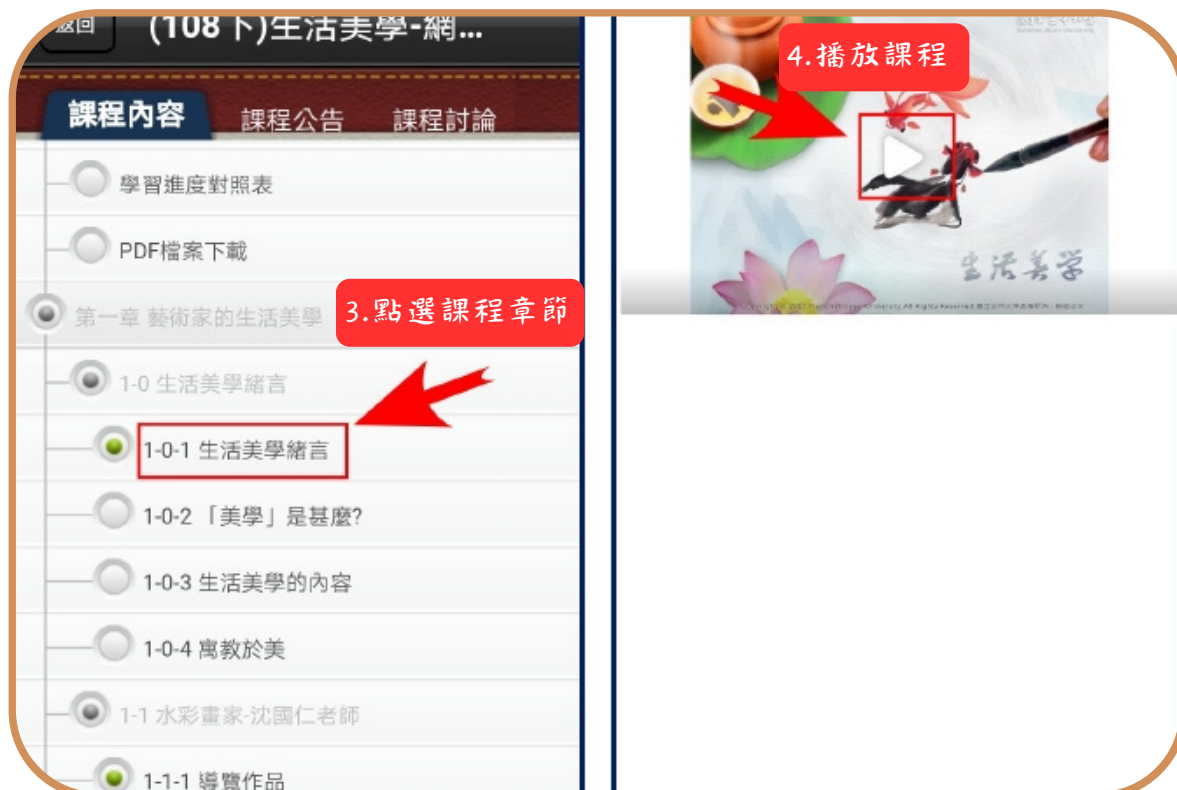 返回
(108下)生活美學-網...
課程內容
課程公告
課程討論
學習進度對照表
PDF檔案下載
第一章 藝術家的生活美學
3.點選課程章節
1-0 生活美學緒言
1-0-1 生活美學緒言
1-0-2 「美學」是甚麼?
1-0-3 生活美學的內容
1-0-4 寓教於美
1-1 水彩畫家-沈國仁老師
1-1-1 導覽作品
4.播放課程
生活美学